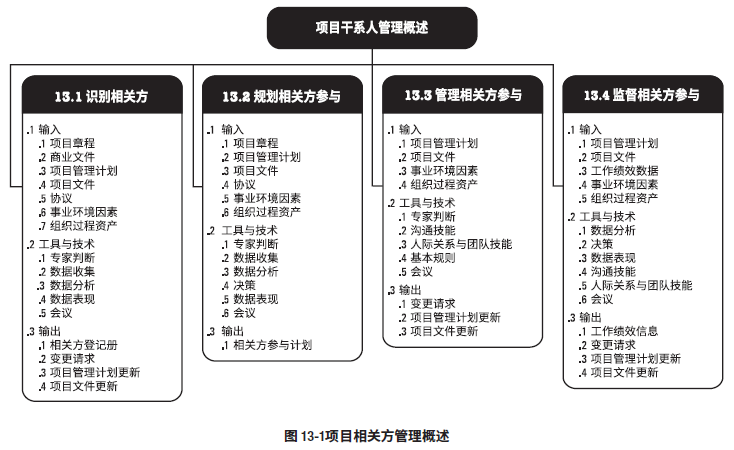 项目干系人管理概述
13.1 识别相关方
.1 输入
.1 项目章程
.2 商业文件
.3 项目管理计划
.4 项目文件
.5 协议
.6 事业环境因素
.7 组织过程资产
.2 工具与技术
.1 专家判断
.2 数据收集
.3 数据分析
.4 数据表现
.5 会议
.3 输出
.1 相关方登记册
.2 变更请求
.3 项目管理计划更新
.4 项目文件更新
13.2 规划相关方参与
.1 输入
.1 项目章程
.2 项目管理计划
.3 项目文件
.4 协议
.5 事业环境因素
.6 组织过程资产
.2 工具与技术
.1 专家判断
.2 数据收集
.3 数据分析
.4 决策
.5 数据表现
.6 会议
.3 输出
.1 相关方参与计划
13.3 管理相关方参与
.1 输入
.1 项目管理计划
.2 项目文件
.3 事业环境因素
.4 组织过程资产
.2 工具与技术
.1 专家判断
.2 沟通技能
.3 人际关系与团队技能
.4 基本规则
.5 会议
.3 输出
.1 变更请求
.2 项目管理计划更新
.3 项目文件更新
13.4 监督相关方参与
.1 输入
.1 项目管理计划
.2 项目文件
.3 工作绩效数据
.4 事业环境因素
.5 组织过程资产
.2 工具与技术
.1 数据分析
.2 决策
.3 数据表现
.4 沟通技能
.5 人际关系与团队技能
.6 会议
.3 输出
.1 工作绩效信息
.2 变更请求
.3 项目管理计划更新
.4 项目文件更新
图 13-1项目相关方管理概述